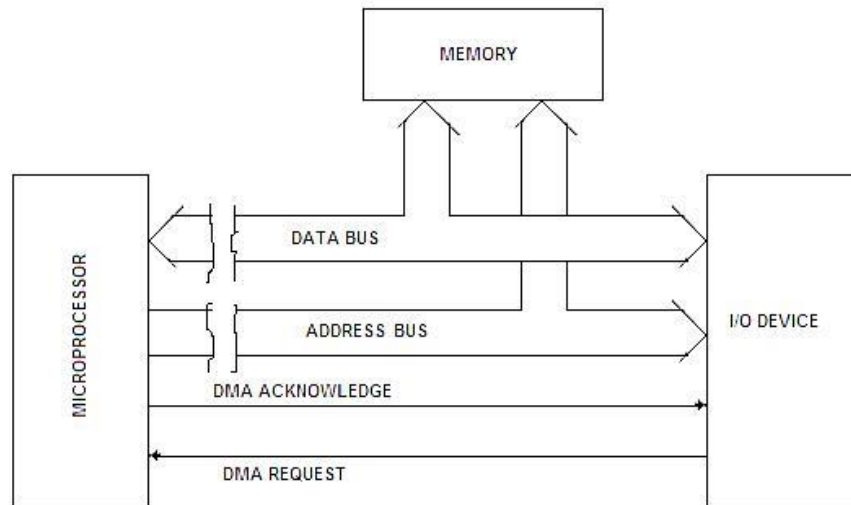 MEMORY
MICROPROCESSOR
DATA BUS
ADDRESS BUS
I/O DEVICE
DMA ACKNOWLEDGE
DMA REQUEST